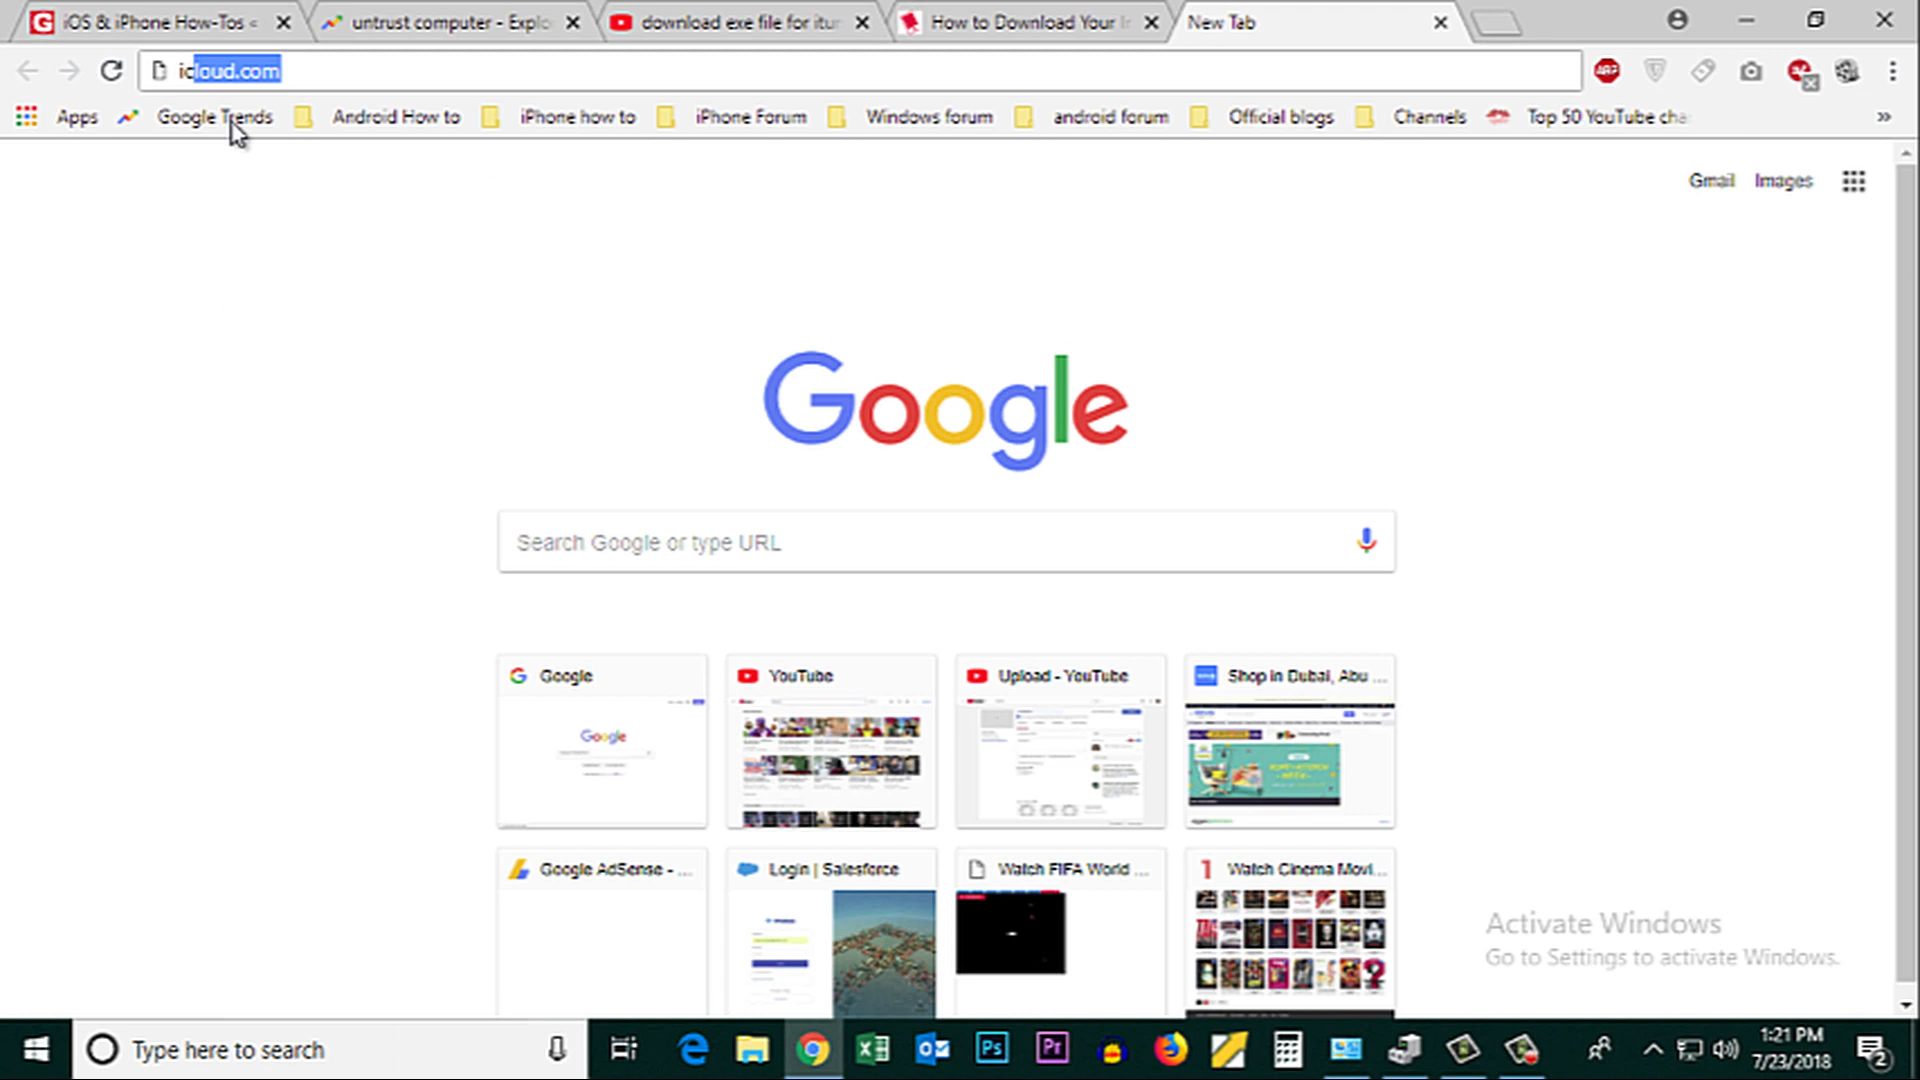 iOS & iPhone How-Tos
untrust computer - Explo
download exe file for itu
How to Download Your I
New Tab
icloud.com
Apps
Google Trends
Android How to
iPhone how to
iPhone Forum
Windows forum
android forum
Official blogs
Channels
Top 50 YouTube cha
»
Gmail
Images
Google
Search Google or type URL
Google
YouTube
Upload - YouTube
Shop in Dubai, Abu ...
Google
Google AdSense - ...
Login | Salesforce
Watch FIFA World ...
Watch Cinema Movi...
Activate Windows
Go to Settings to activate Windows.
Type here to search
1:21 PM
7/23/2018
2